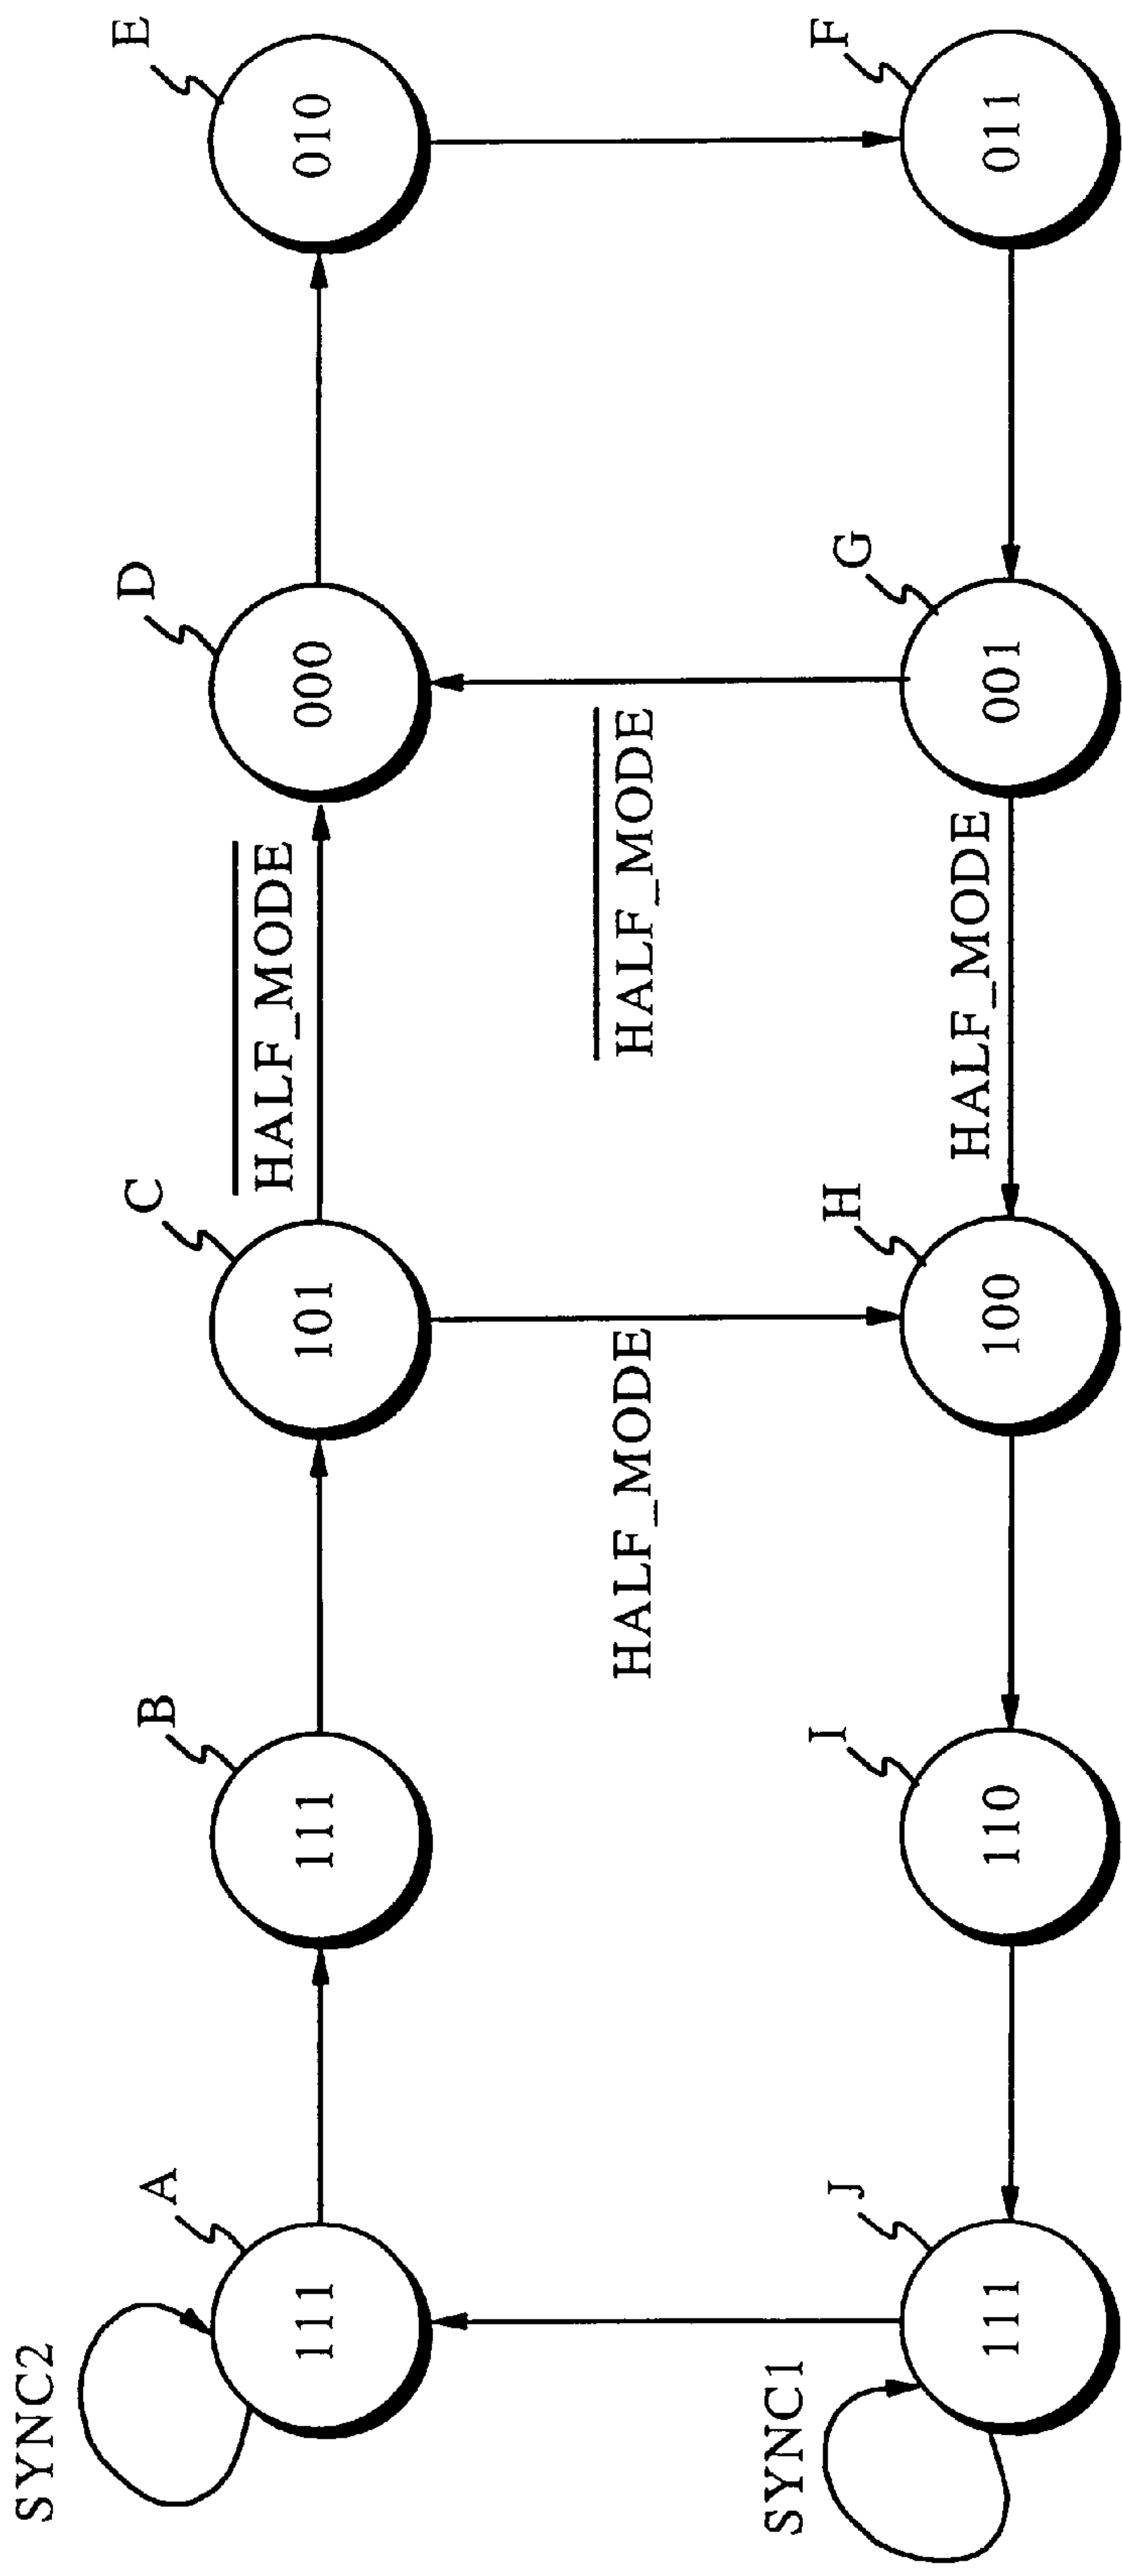 SYNC2
A
111
B
111
C
101
HALF_MODE
D
000
E
010
HALF_MODE
HALF_MODE
SYNC1
J
111
I
110
H
100
HALF_MODE
G
001
F
011